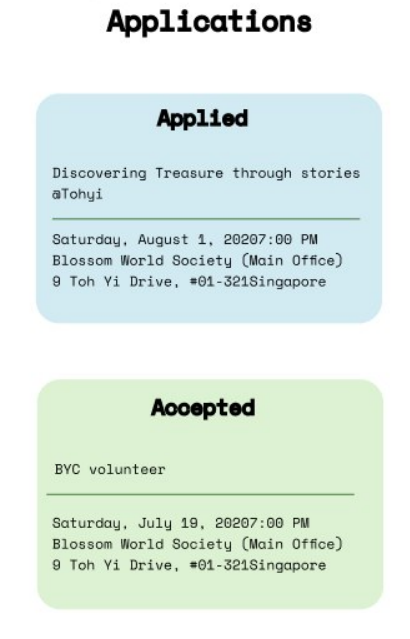 Applications
Applied
Discovering Treasure through stories
@Tohyi
Saturday, August 1, 20207:00 PM
Blossom World Society (Main Office)
9 Toh Yi Drive, #01-321Singapore
Accepted
BYC volunteer
Saturday, July 19, 20207:00 PM
Blossom World Society (Main Office)
9 Toh Yi Drive, #01-321Singapore